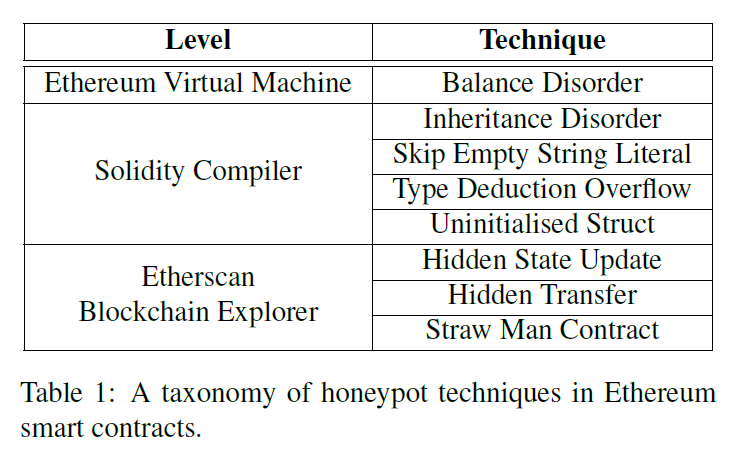 Level Technique
Ethereum Virtual Machine Balance Disorder
Solidity Compiler
Inheritance Disorder
Skip Empty String Literal
Type Deduction Overflow
Uninitialised Struct
Etherscan
Blockchain Explorer
Hidden State Update
Hidden Transfer
Straw Man Contract
Table 1: A taxonomy of honeypot techniques in Ethereum
smart contracts.